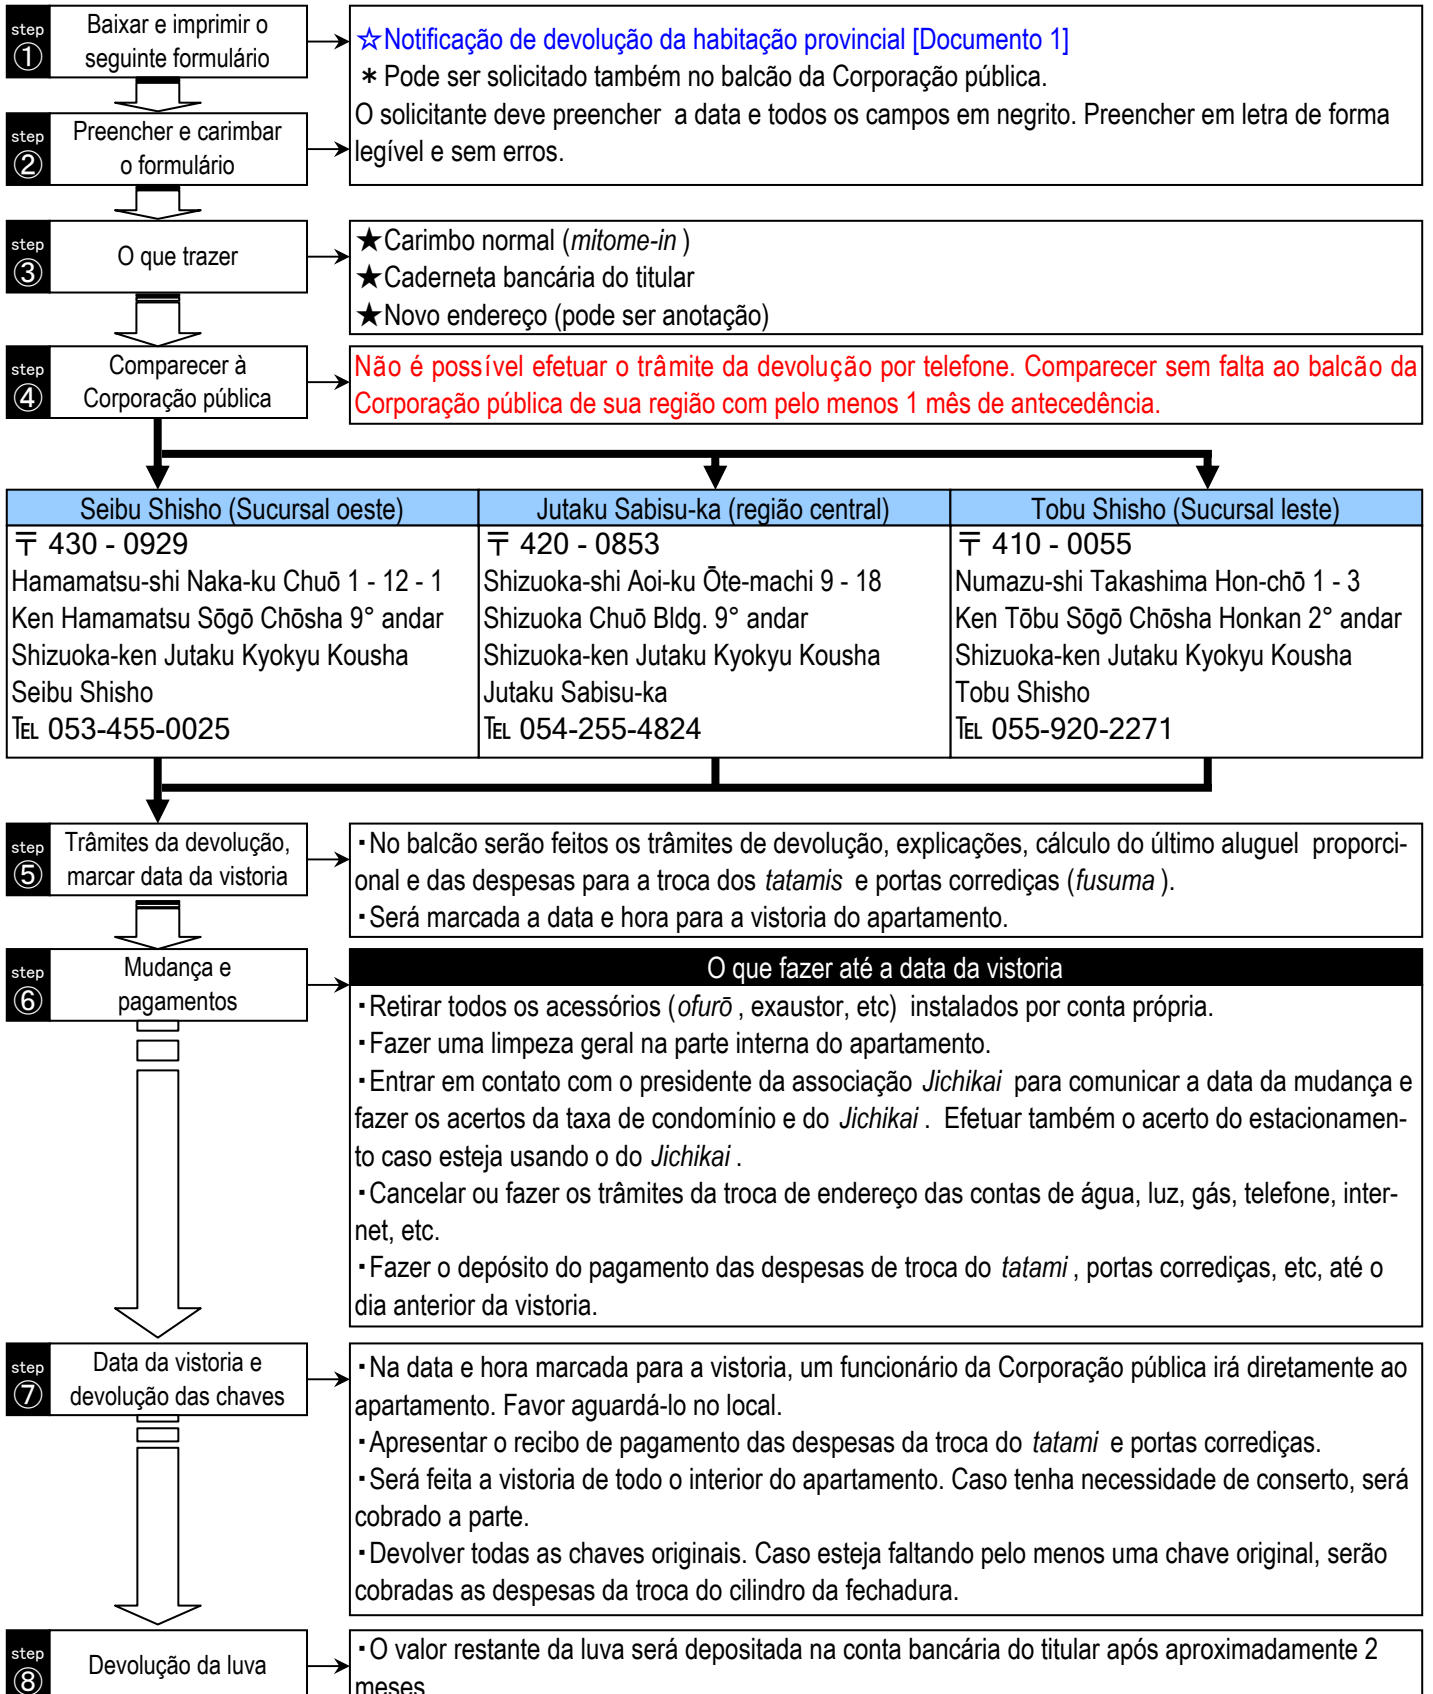 step
①
Baixar e imprimir o
seguinte formulário
☆Notificação de devolução da habitação provincial [Documento 1]
＊Pode ser solicitado também no balcão da Corporação pública.
O solicitante deve preencher a data e todos os campos em negrito. Preencher em letra de forma
legível e sem erros.
step
②
Preencher e carimbar
o formulário
step
③
O que trazer
★Carimbo normal (mitome-in )
★Caderneta bancária do titular
★Novo endereço (pode ser anotação)
step
④
Comparecer à
Corporação pública
Não é possível efetuar o trâmite da devolução por telefone. Comparecer sem falta ao balcão da
Corporação pública de sua região com pelo menos 1 mês de antecedência.
Seibu Shisho (Sucursal oeste)
〒 430 - 0929
Hamamatsu-shi Naka-ku Chuō 1 - 12 - 1
Ken Hamamatsu Sōgō Chōsha 9° andar
Shizuoka-ken Jutaku Kyokyu Kousha
Seibu Shisho
℡ 053-455-0025
Jutaku Sabisu-ka (região central)
〒 420 - 0853
Shizuoka-shi Aoi-ku Ōte-machi 9 - 18
Shizuoka Chuō Bldg. 9° andar
Shizuoka-ken Jutaku Kyokyu Kousha
Jutaku Sabisu-ka
℡ 054-255-4824
Tobu Shisho (Sucursal leste)
〒 410 - 0055
Numazu-shi Takashima Hon-chō 1 - 3
Ken Tōbu Sōgō Chōsha Honkan 2° andar
Shizuoka-ken Jutaku Kyokyu Kousha
Tobu Shisho
℡ 055-920-2271
step
⑤
Trâmites da devolução,
marcar data da vistoria
･No balcão serão feitos os trâmites de devolução, explicações, cálculo do último aluguel proporci-
onal e das despesas para a troca dos tatamis e portas corrediças (fusuma ).
･Será marcada a data e hora para a vistoria do apartamento.
step
⑥
Mudança e
pagamentos
O que fazer até a data da vistoria
･Retirar todos os acessórios (ofurō , exaustor, etc) instalados por conta própria.
･Fazer uma limpeza geral na parte interna do apartamento.
･Entrar em contato com o presidente da associação Jichikai para comunicar a data da mudança e
fazer os acertos da taxa de condomínio e do Jichikai . Efetuar também o acerto do estacionamen-
to caso esteja usando o do Jichikai .
･Cancelar ou fazer os trâmites da troca de endereço das contas de água, luz, gás, telefone, inter-
net, etc.
･Fazer o depósito do pagamento das despesas de troca do tatami , portas corrediças, etc, até o
dia anterior da vistoria.
step
⑦
Data da vistoria e
devolução das chaves
･Na data e hora marcada para a vistoria, um funcionário da Corporação pública irá diretamente ao
apartamento. Favor aguardá-lo no local.
･Apresentar o recibo de pagamento das despesas da troca do tatami e portas corrediças.
･Será feita a vistoria de todo o interior do apartamento. Caso tenha necessidade de conserto, será
cobrado a parte.
･Devolver todas as chaves originais. Caso esteja faltando pelo menos uma chave original, serão
cobradas as despesas da troca do cilindro da fechadura.
step
⑧
Devolução da luva
･O valor restante da luva será depositada na conta bancária do titular após aproximadamente 2
meses